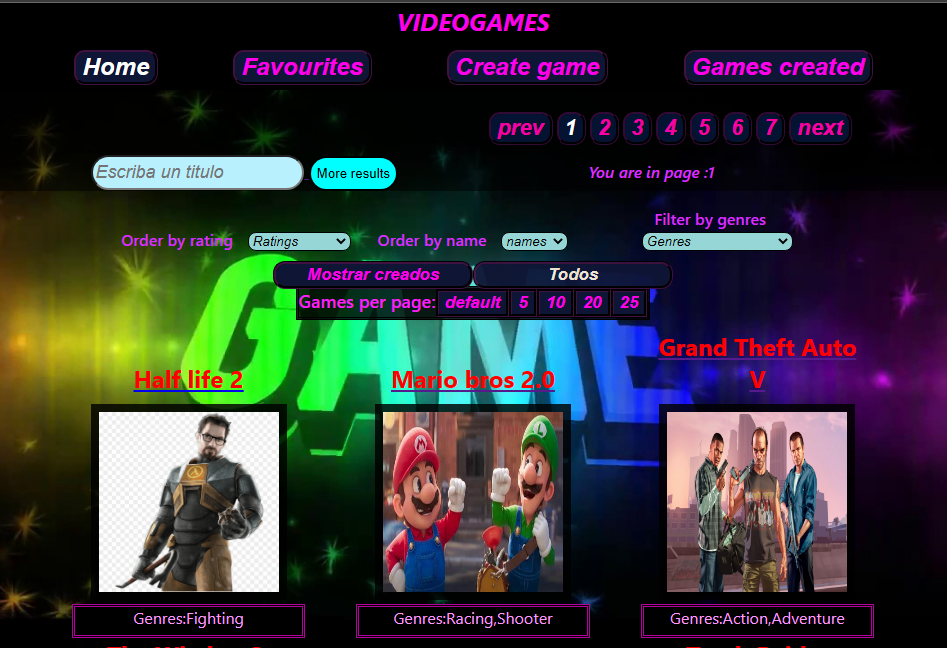 VIDEOGAMES
Home Favourites Create game Games created
prev 1 2 3 4 5 6 7 next
Escriba un titulo More results You are in page :1
Filter by genres
Order by rating Ratings Order by name names Genres
Mostrar creados Todos
Games per page: default 5 10 20 25
GAME
Grand Theft Auto
Half life 2 Mario bros 2.0 V
Genres:Fighting Genres:Racing,Shooter Genres:Action,Adventure